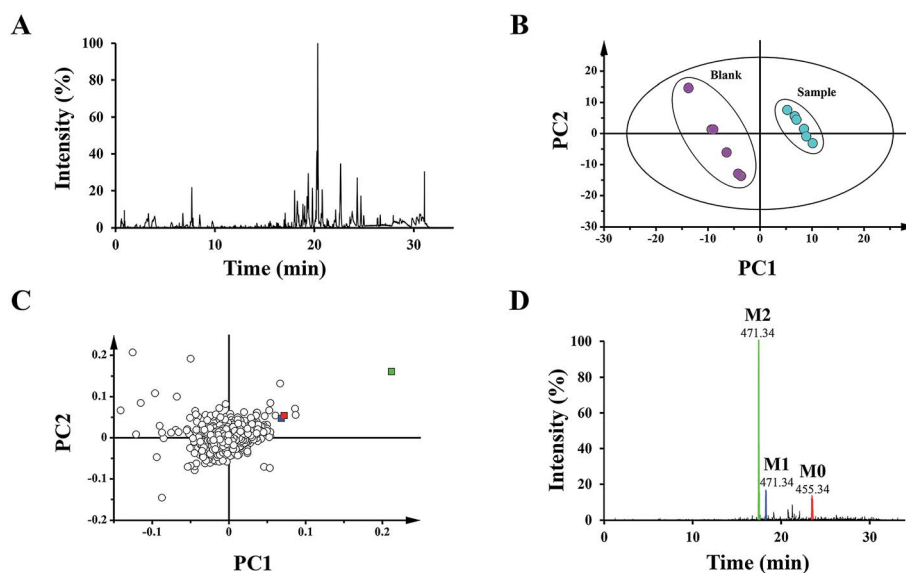 A
Intensity (%)
100
80
60
40
20
0
0 10 20 30
Time (min)
B
PC2
20
10
0
-10
-20
-30
Blank
Sample
-30 -20 -10 0 10 20
PC1
C
PC2
0.2
0.1
0
-0.1
-0.2
-0.1 0 0.1 0.2
PC1
D
Intensity (%)
100
80
60
40
20
0
M2
471.34
M1
471.34
M0
455.34
0 10 20 30
Time (min)